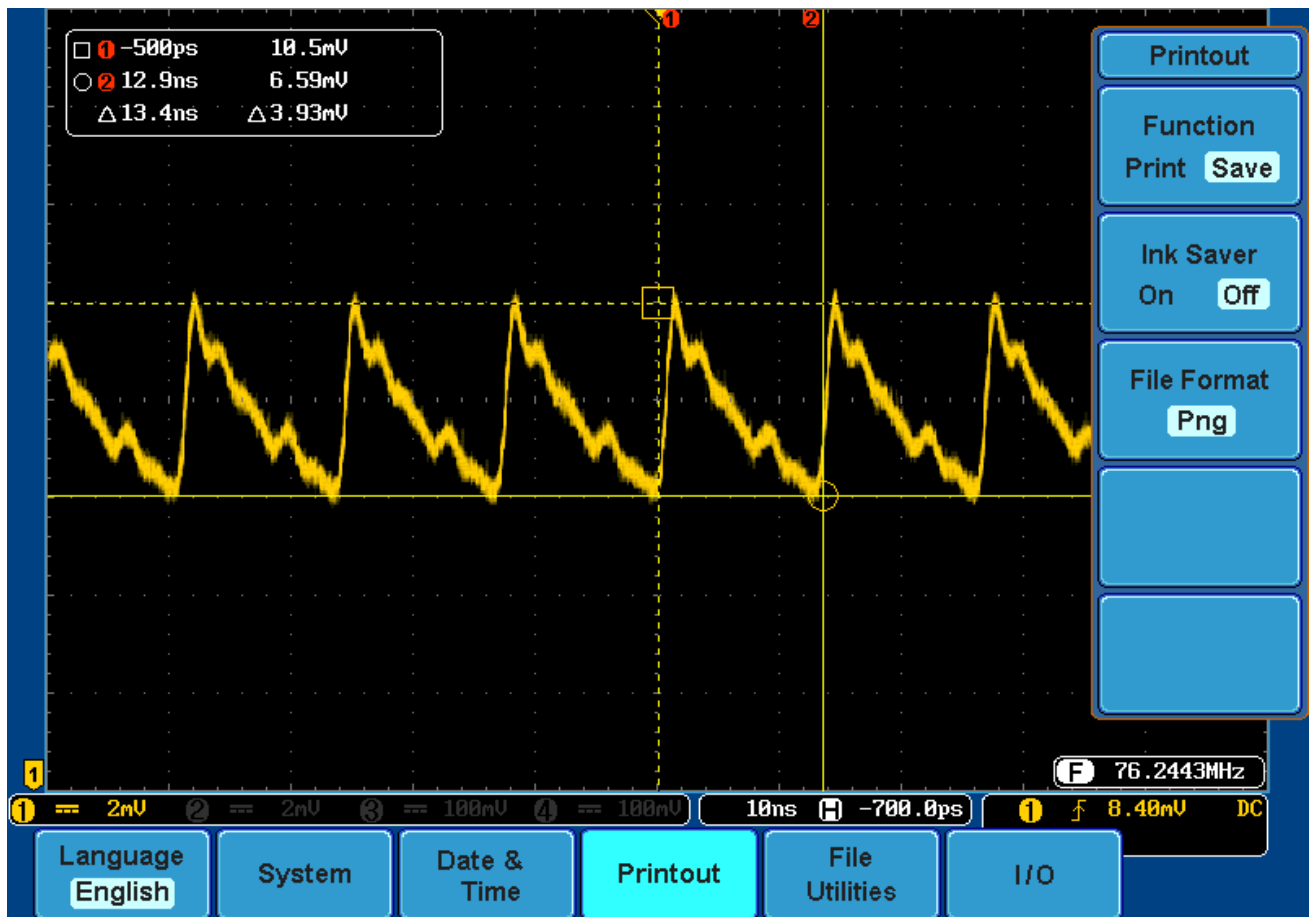 1 2
□ 1 -500ps 10.5mV
○ 2 12.9ns 6.59mV
△13.4ns △3.93mV
Printout
Function
Print Save
Ink Saver
On Off
File Format
Png
1
F 76.2443MHz
1 2mV 2 2mV 3 100mV 4 100mV 10ns H -700.0ps 1 8.40mV DC
Language
English
System
Date &
Time
Printout
File
Utilities
I/O